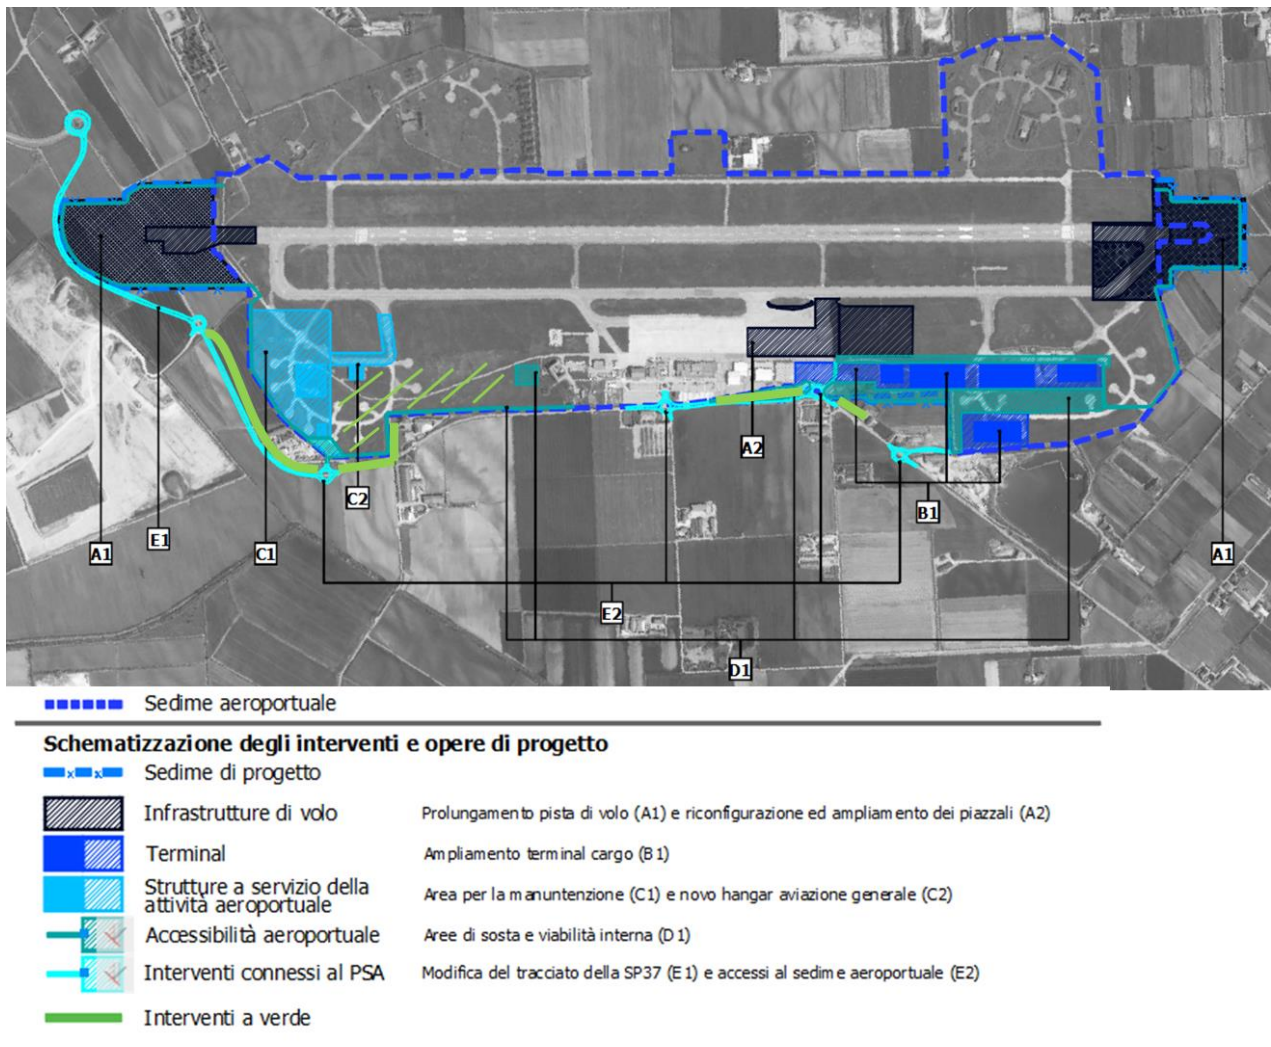 A2
C2
B1
E1
A1
C1
A1
E2
D1
Sedime aeroportuale
Schematizzazione degli interventi e opere di progetto
Sedime di progetto
Infrastrutture di volo Prolungamento pista di volo (A1) e riconfigurazione ed ampliamento dei piazzali (A2)
Terminal Ampliamento terminal cargo (B1)
Strutture a servizio della
attività aeroportuale Area per la manuntenzione (C1) e novo hangar aviazione generale (C2)
Accessibilità aeroportuale Aree di sosta e viabilità interna (D1)
Interventi connessi al PSA Modifica del tracciato della SP37 (E1) e accessi al sedime aeroportuale (E2)
Interventi a verde